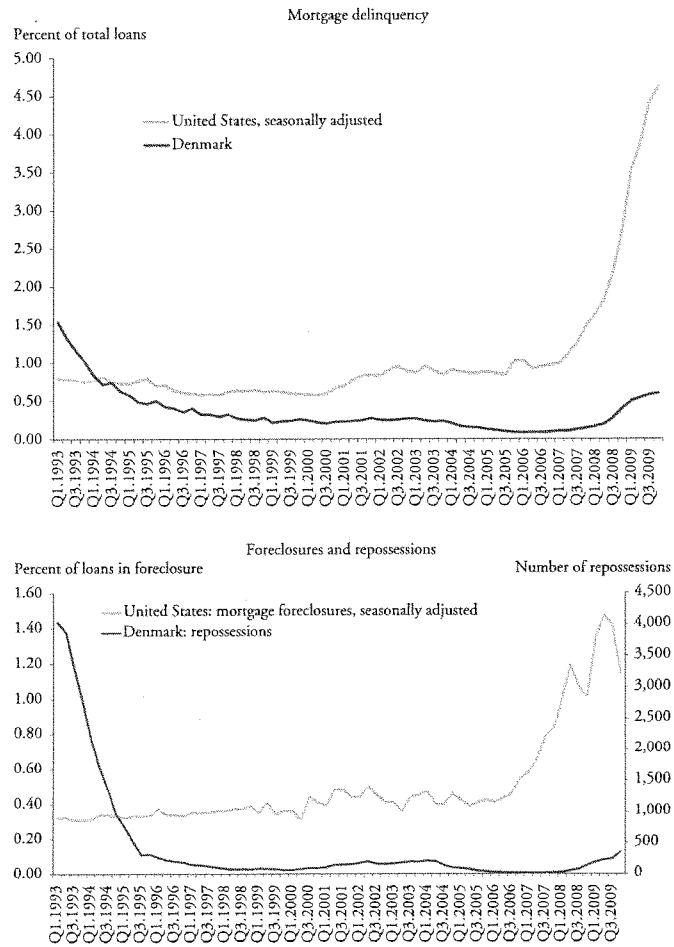 Mortgage delinquency
Percent of total loans
5.00
4.50
4.00
3.50
3.00
2.50
2.00
1.50
1.00
0.50
0.00
United States, seasonally adjusted
Denmark
Q1.1993
Q3.1993
Q1.1994
Q3.1994
Q1.1995
Q3.1995
Q1.1996
Q3.1996
Q1.1997
Q3.1997
Q1.1998
Q3.1998
Q1.1999
Q3.1999
Q1.2000
Q3.2000
Q1.2001
Q3.2001
Q1.2002
Q3.2002
Q1.2003
Q3.2003
Q1.2004
Q3.2004
Q1.2005
Q3.2005
Q1.2006
Q3.2006
Q1.2007
Q3.2007
Q1.2008
Q3.2008
Q1.2009
Q3.2009
Foreclosures and repossessions
Percent of loans in foreclosure
Number of repossessions
1.60
1.40
1.20
1.00
0.80
0.60
0.40
0.20
0.00
United States: mortgage foreclosures, seasonally adjusted
Denmark: repossessions
4,500
4,000
3,500
3,000
2,500
2,000
1,500
1,000
500
0
Q1.1993
Q3.1993
Q1.1994
Q3.1994
Q1.1995
Q3.1995
Q1.1996
Q3.1996
Q1.1997
Q3.1997
Q1.1998
Q3.1998
Q1.1999
Q3.1999
Q1.2000
Q3.2000
Q1.2001
Q3.2001
Q1.2002
Q3.2002
Q1.2003
Q3.2003
Q1.2004
Q3.2004
Q1.2005
Q3.2005
Q1.2006
Q3.2006
Q1.2007
Q3.2007
Q1.2008
Q3.2008
Q1.2009
Q3.2009